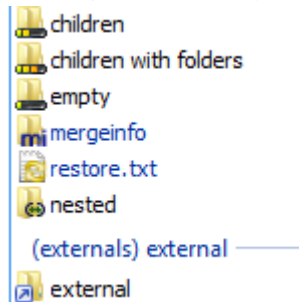 children
children with folders
empty
mergeinfo
restore.txt
nested
(externals) external
external